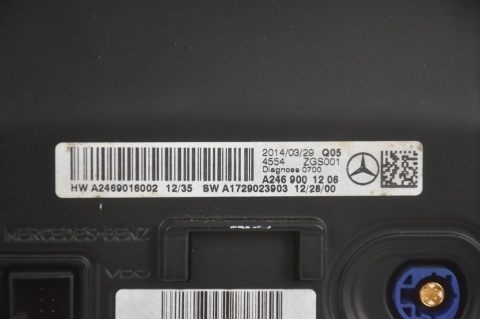 2014/03/29 Q05
4554 ZGS001
Diagnose 0700
A246 900 12 06
HW A2469016002 12/35 SW A1729023903 12/28/00
MERCEDES-BENZ
VDO